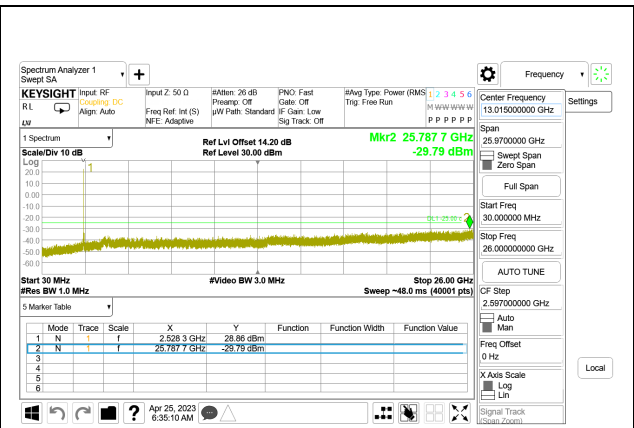 Spectrum Analyzer 1
Swept SA
Frequency
KEYSIGHT Input: RF Input Z: 50 Ω #Atten: 26 dB PNO: Fast #Avg Type: Power (RMS 1 2 3 4 5 6
RL Coupling: DC Preamp: Off Gate: Off Trig: Free Run
Align: Auto Freq Ref: Int (S) µW Path: Standard IF Gain: Low M W W W W W
NFE: Adaptive Sig Track: Off P P P P P P
LXI
1 Spectrum
Scale/Div 10 dB
Ref Lvl Offset 14.20 dB
Ref Level 30.00 dBm
Mkr2 25.787 7 GHz
-29.79 dBm
Log
1
20.0
10.0
0.00
-10.0
-20.0
-30.0
-40.0
-50.0
-60.0
2
Start 30 MHz #Video BW 3.0 MHz Stop 26.00 GHz
#Res BW 1.0 MHz Sweep ~48.0 ms (40001 pts)
5 Marker Table
Mode Trace Scale X Y Function Function Width Function Value
1 N 1 f 2.528 3 GHz 28.86 dBm
2 N 1 f 25.787 7 GHz -29.79 dBm
3
4
5
6
? Apr 25, 2023
6:35:10 AM
Center Frequency
13.015000000 GHz
Settings
Span
25.9700000 GHz
Swept Span
Zero Span
Full Span
Start Freq
30.000000 MHz
Stop Freq
26.000000000 GHz
AUTO TUNE
CF Step
2.597000000 GHz
Auto
Man
Freq Offset
0 Hz
X Axis Scale
Log
Lin
Local
Signal Track
(Span Zoom)